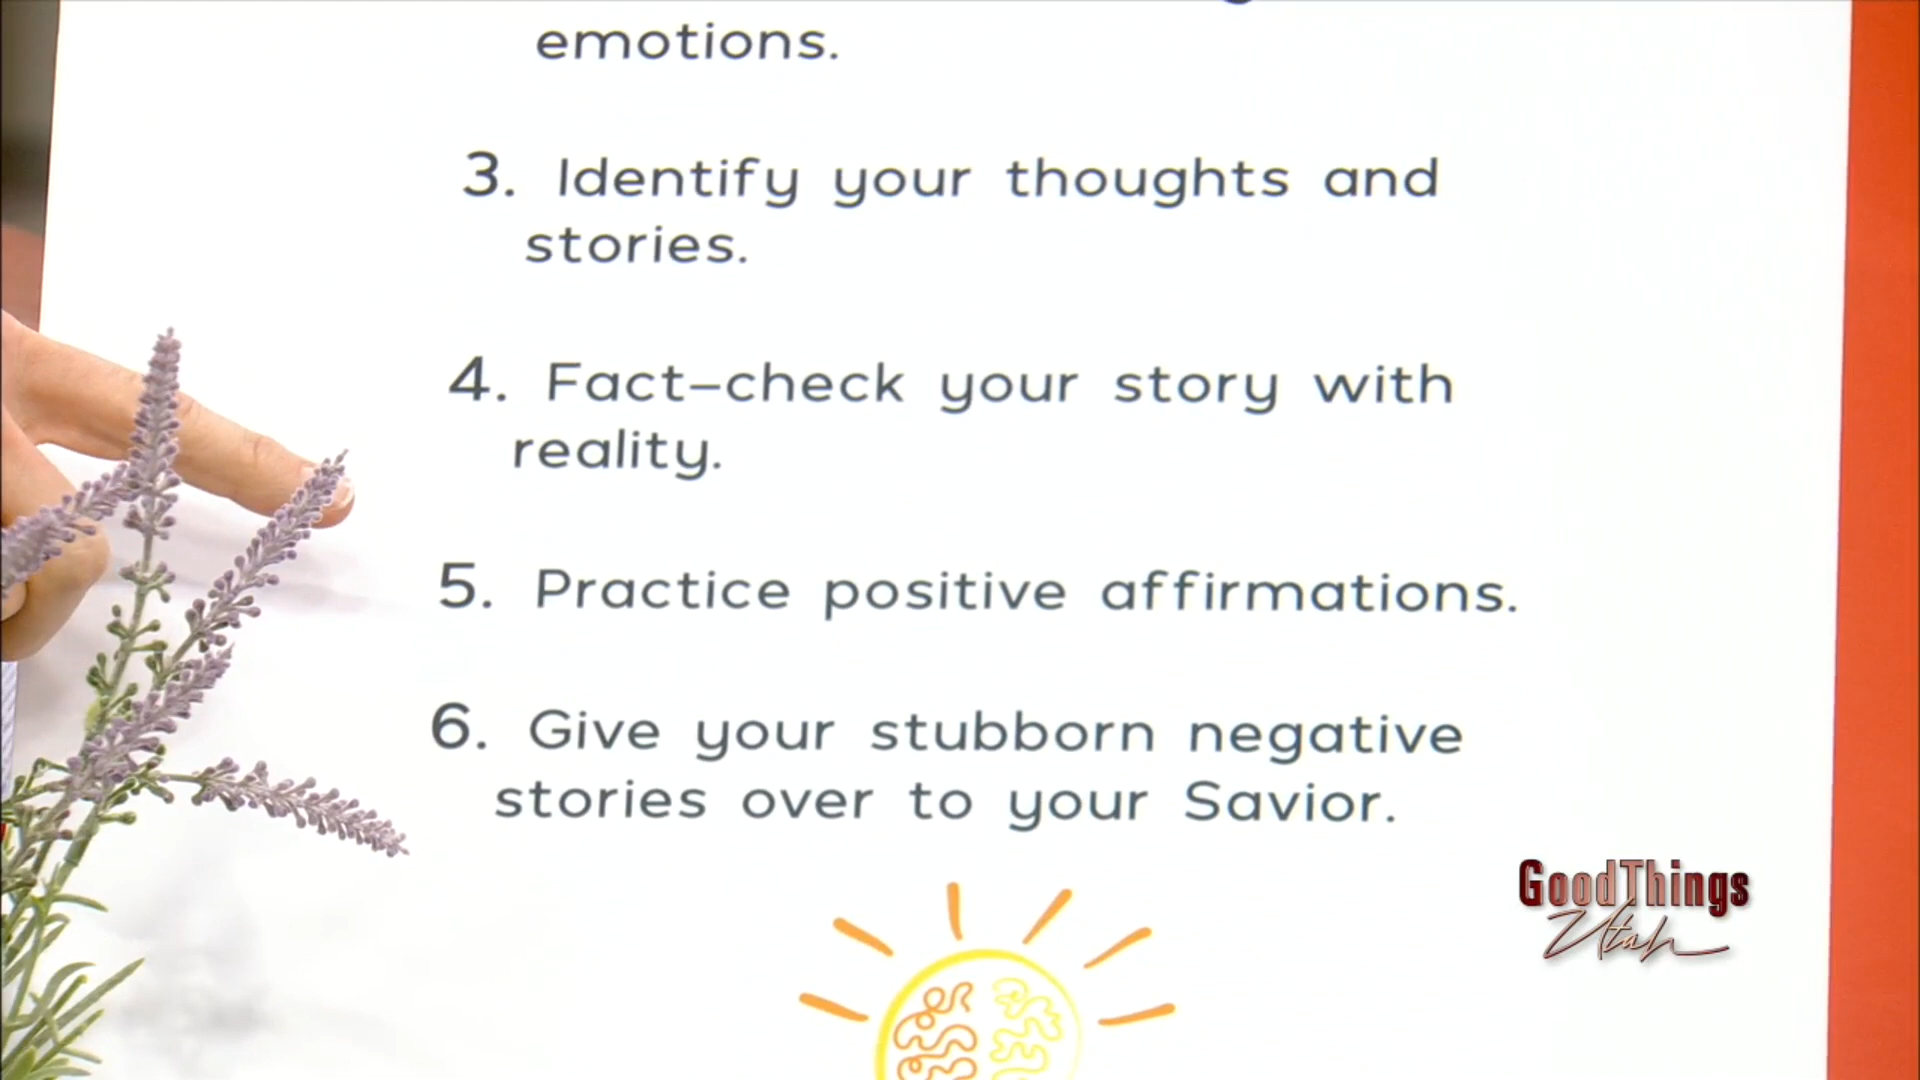 emotions.
3. Identify your thoughts and
stories.
4. Fact-check your story with
reality.
5. Practice positive affirmations.
6. Give your stubborn negative
stories over to your Savior.
GoodThings
Utah